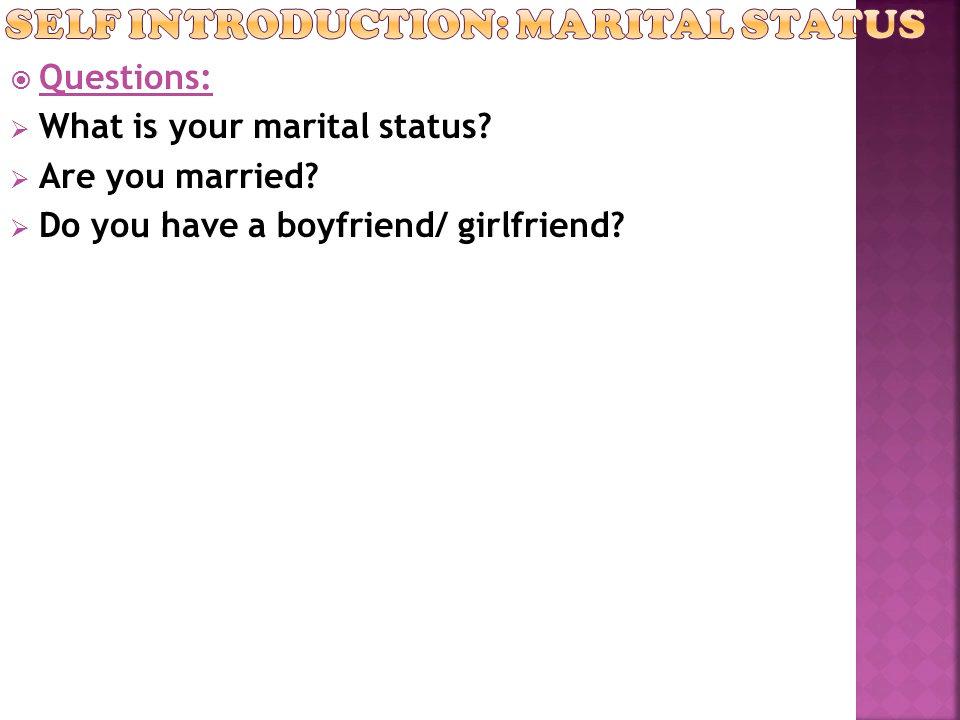 SELF INTRODUCTION: MARITAL STATUS
Questions:
What is your marital status?
Are you married?
Do you have a boyfriend/ girlfriend?